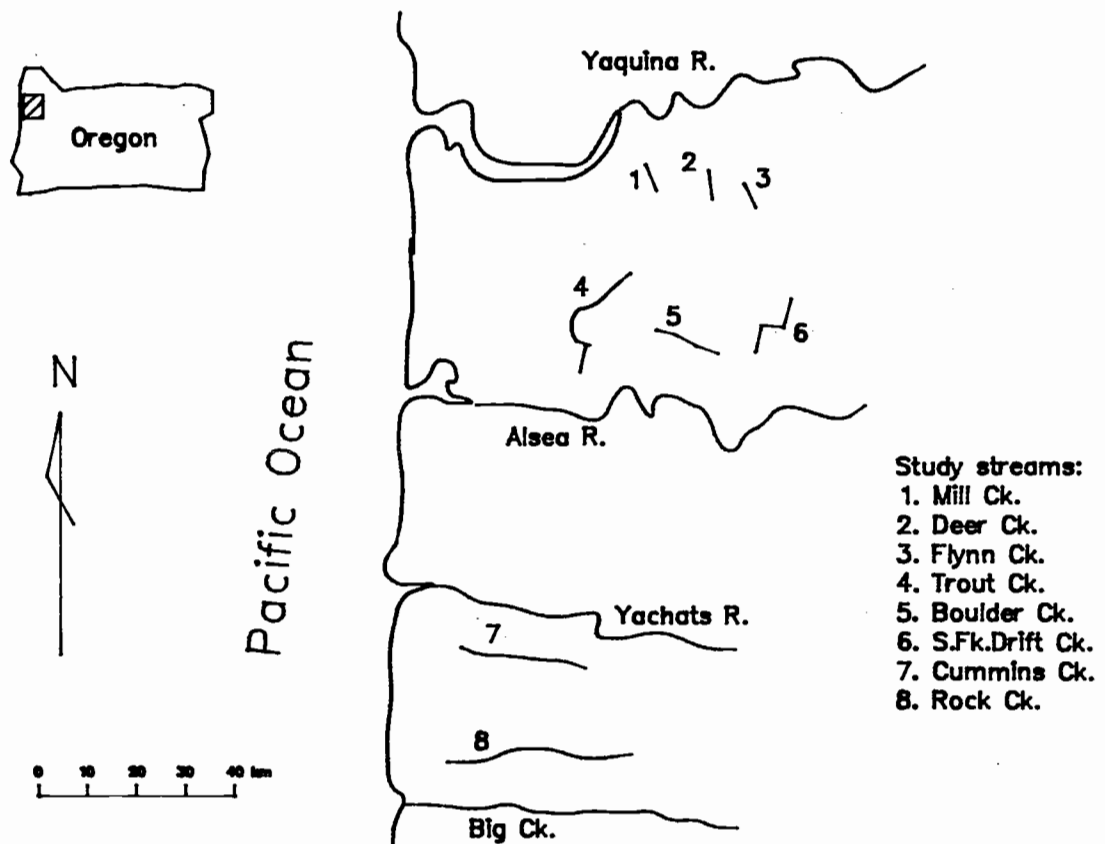 Oregon
Yaquina R.
1
2
3
4
5
6
N
Pacific Ocean
Alsea R.
Study streams:
1. Mill Ck.
2. Deer Ck.
3. Flynn Ck.
4. Trout Ck.
5. Boulder Ck.
6. S.Fk.Drift Ck.
7. Cummins Ck.
8. Rock Ck.
Yachats R.
7
8
0 10 20 30 40 km
Big Ck.